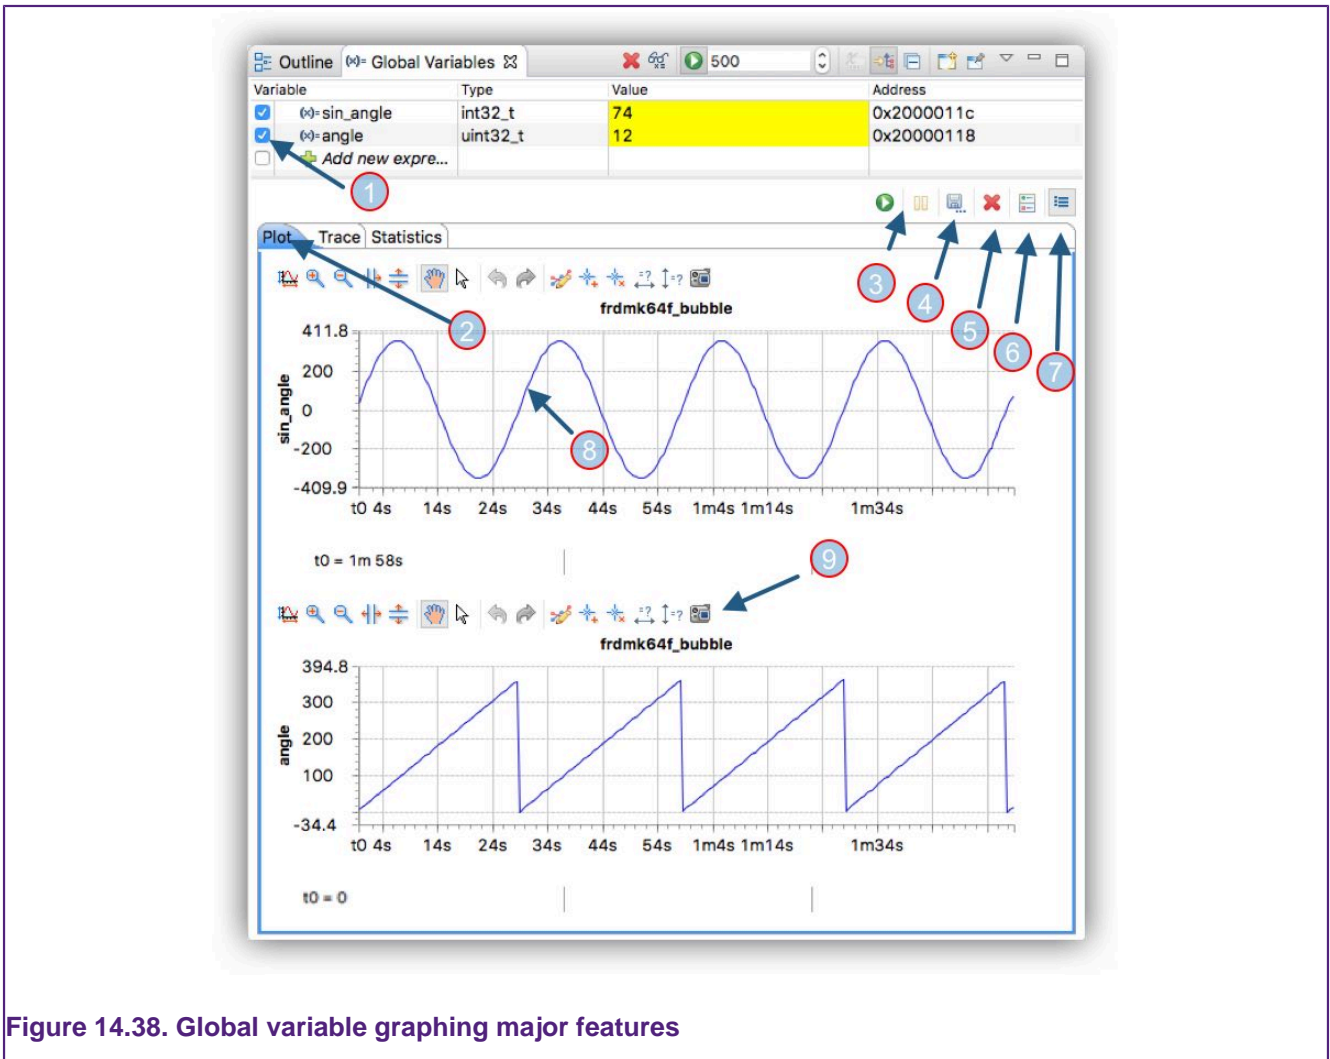 Outline (x)= Global Variables 500
Variable Type Value Address
(x)= sin_angle int32_t 74 0x2000011c
(x)= angle uint32_t 12 0x20000118
Add new expre...
1
Plot Trace Statistics
3
4
5
6
7
2
frdmk64f_bubble
411.8
200
0
-200
-409.9
sin_angle
8
t0 4s 14s 24s 34s 44s 54s 1m4s 1m14s 1m34s
t0 = 1m 58s
9
frdmk64f_bubble
394.8
300
200
100
-34.4
angle
t0 4s 14s 24s 34s 44s 54s 1m4s 1m14s 1m34s
t0 = 0
Figure 14.38. Global variable graphing major features